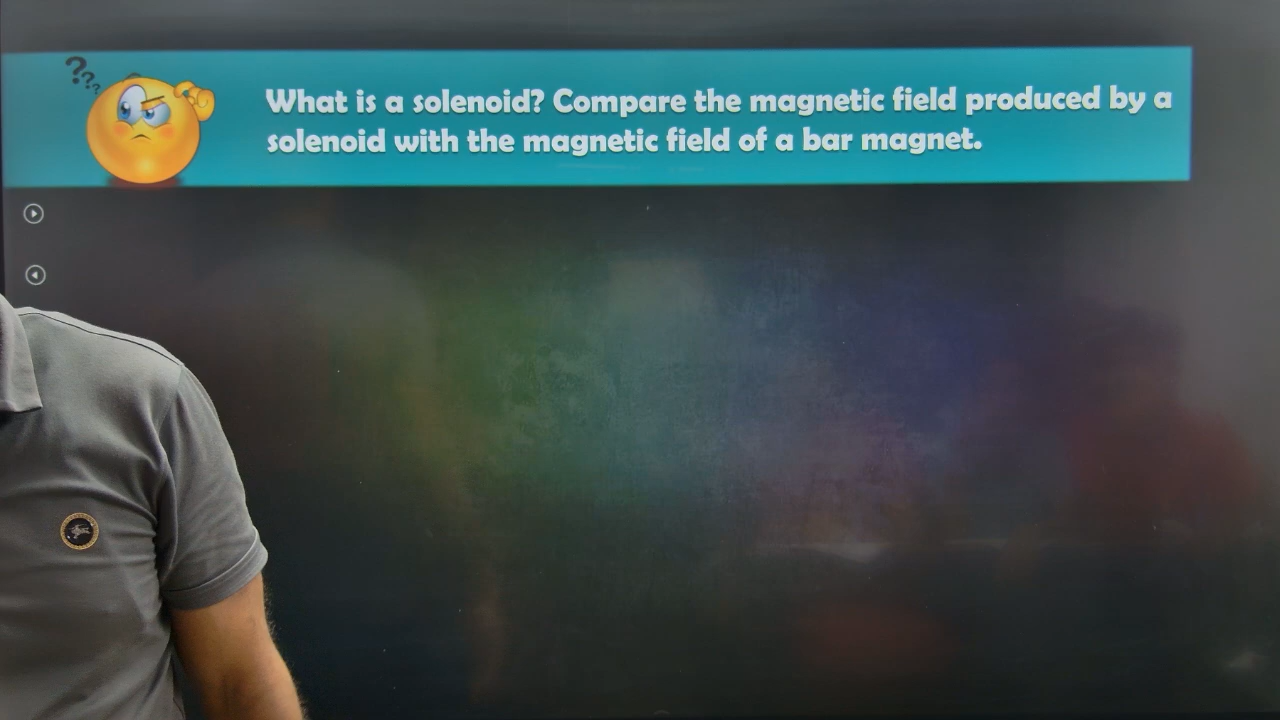 ???
What is a solenoid? Compare the magnetic field produced by a
solenoid with the magnetic field of a bar magnet.